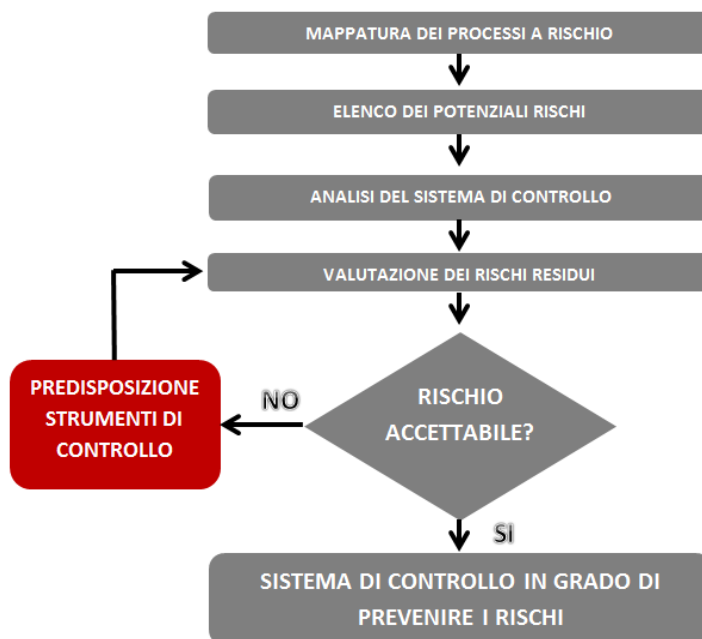 MAPPATURA DEI PROCESSI A RISCHIO
ELENCO DEI POTENZIALI RISCHI
ANALISI DEL SISTEMA DI CONTROLLO
VALUTAZIONE DEI RISCHI RESIDUI
PREDISPOSIZIONE
STRUMENTI DI
CONTROLLO
NO
RISCHIO
ACCETTABILE?
SI
SISTEMA DI CONTROLLO IN GRADO DI
PREVENIRE I RISCHI